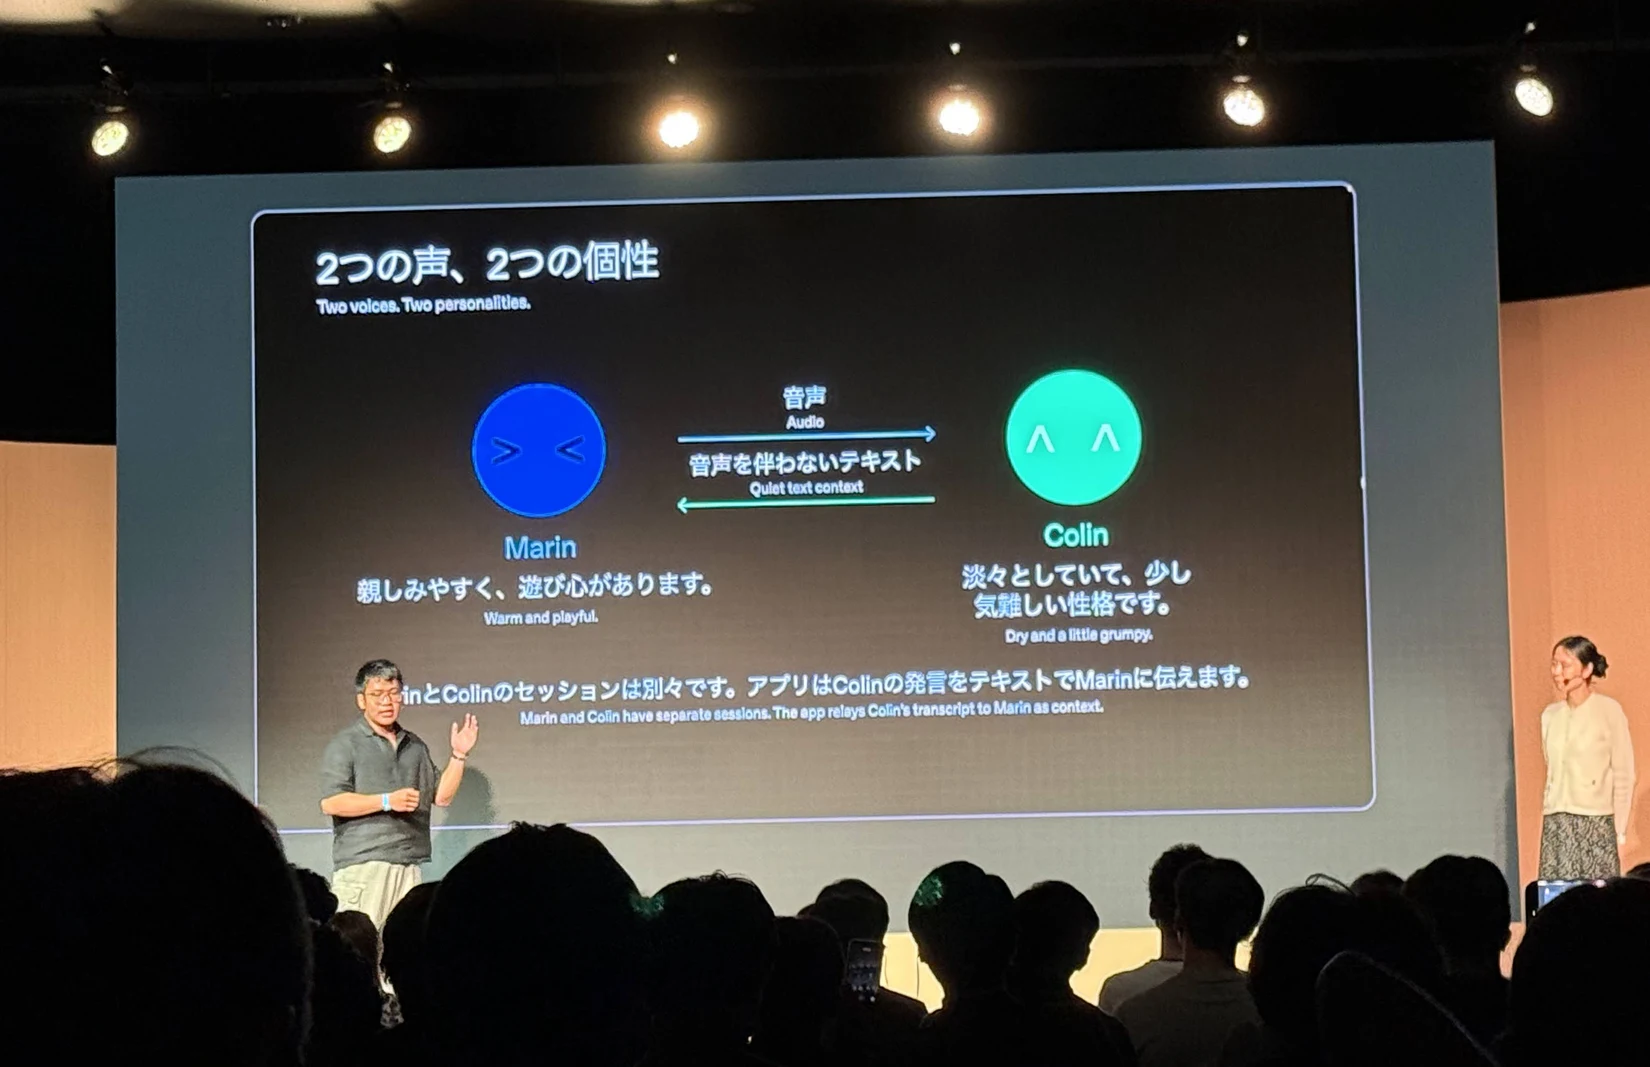 2つの声、2つの個性
Two voices. Two personalities.
音声
Audio
音声を伴わないテキスト
Quiet text context
> <
Marin
親しみやすく、遊び心があります。
Warm and playful.
^ ^
Colin
淡々としていて、少し
気難しい性格です。
Dry and a little grumpy.
inとColinのセッションは別々です。アプリはColinの発言をテキストでMarinに伝えます。
Marin and Colin have separate sessions. The app relays Colin's transcript to Marin as context.